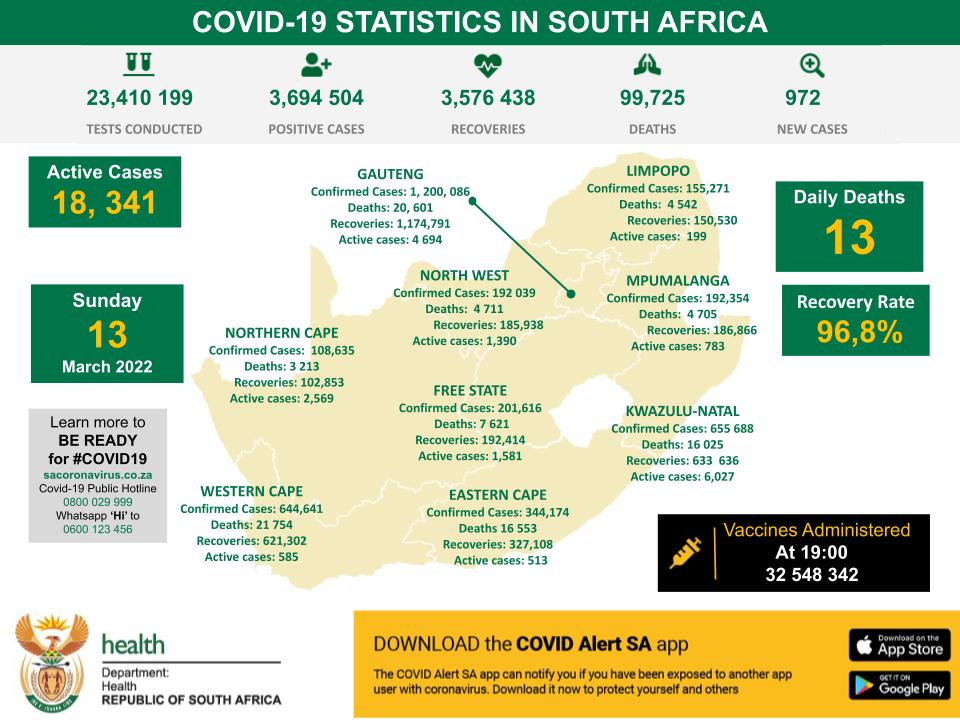 COVID-19 STATISTICS IN SOUTH AFRICA
23,410 199
TESTS CONDUCTED
3,694 504
POSITIVE CASES
3,576 438
RECOVERIES
99,725
DEATHS
972
NEW CASES
Active Cases
18, 341
Sunday
13
March 2022
Learn more to
BE READY
for #COVID19
sacoronavirus.co.za
Covid-19 Public Hotline
0800 029 999
Whatsapp ‘Hi’ to
0600 123 456
GAUTENG
Confirmed Cases: 1, 200, 086
Deaths: 20, 601
Recoveries: 1,174,791
Active cases: 4 694
LIMPOPO
Confirmed Cases: 155,271
Deaths: 4 542
Recoveries: 150,530
Active cases: 199
NORTH WEST
Confirmed Cases: 192 039
Deaths: 4 711
Recoveries: 185,938
Active cases: 1,390
MPUMALANGA
Confirmed Cases: 192,354
Deaths: 4 705
Recoveries: 186,866
Active cases: 783
NORTHERN CAPE
Confirmed Cases: 108,635
Deaths: 3 213
Recoveries: 102,853
Active cases: 2,569
FREE STATE
Confirmed Cases: 201,616
Deaths: 7 621
Recoveries: 192,414
Active cases: 1,581
KWAZULU-NATAL
Confirmed Cases: 655 688
Deaths: 16 025
Recoveries: 633 636
Active cases: 6,027
WESTERN CAPE
Confirmed Cases: 644,641
Deaths: 21 754
Recoveries: 621,302
Active cases: 585
EASTERN CAPE
Confirmed Cases: 344,174
Deaths 16 553
Recoveries: 327,108
Active cases: 513
Daily Deaths
13
Recovery Rate
96,8%
Vaccines Administered
At 19:00
32 548 342
health
Department:
Health
REPUBLIC OF SOUTH AFRICA
DOWNLOAD the COVID Alert SA app
The COVID Alert SA app can notify you if you have been exposed to another app
user with coronavirus. Download it now to protect yourself and others
Download on the
App Store
GET IT ON
Google Play